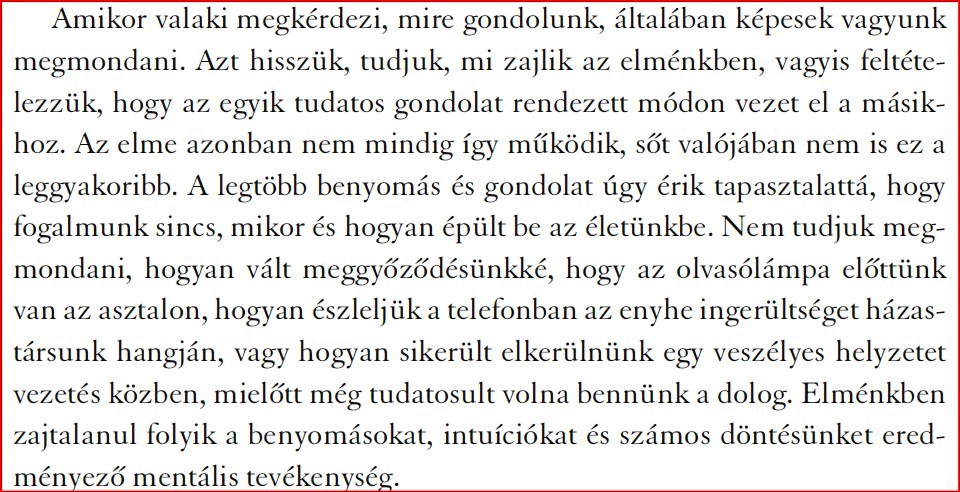 Amikor valaki megkérdezi, mire gondolunk, általában képesek vagyunk
megmondani. Azt hisszük, tudjuk, mi zajlik az elménkben, vagyis feltéte-
lezzük, hogy az egyik tudatos gondolat rendezett módon vezet el a másik-
hoz. Az elme azonban nem mindig így működik, sőt valójában nem is ez a
leggyakoribb. A legtöbb benyomás és gondolat úgy érik tapasztalattá, hogy
fogalmunk sincs, mikor és hogyan épült be az életünkbe. Nem tudjuk meg-
mondani, hogyan vált meggyőződésünkké, hogy az olvasólámpa előttünk
van az asztalon, hogyan észleljük a telefonban az enyhe ingerültséget házas-
társunk hangján, vagy hogyan sikerült elkerülnünk egy veszélyes helyzetet
vezetés közben, mielőtt még tudatosult volna bennünk a dolog. Elménkben
zajtalanul folyik a benyomásokat, intuíciókat és számos döntésünket ered-
ményező mentális tevékenység.